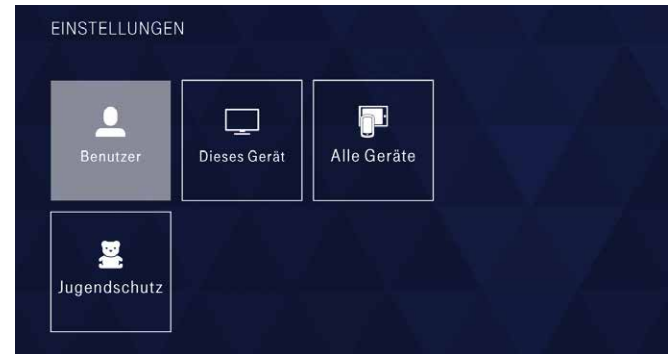 EINSTELLUNGEN
Benutzer
Dieses Gerät
Alle Geräte
Jugendschutz